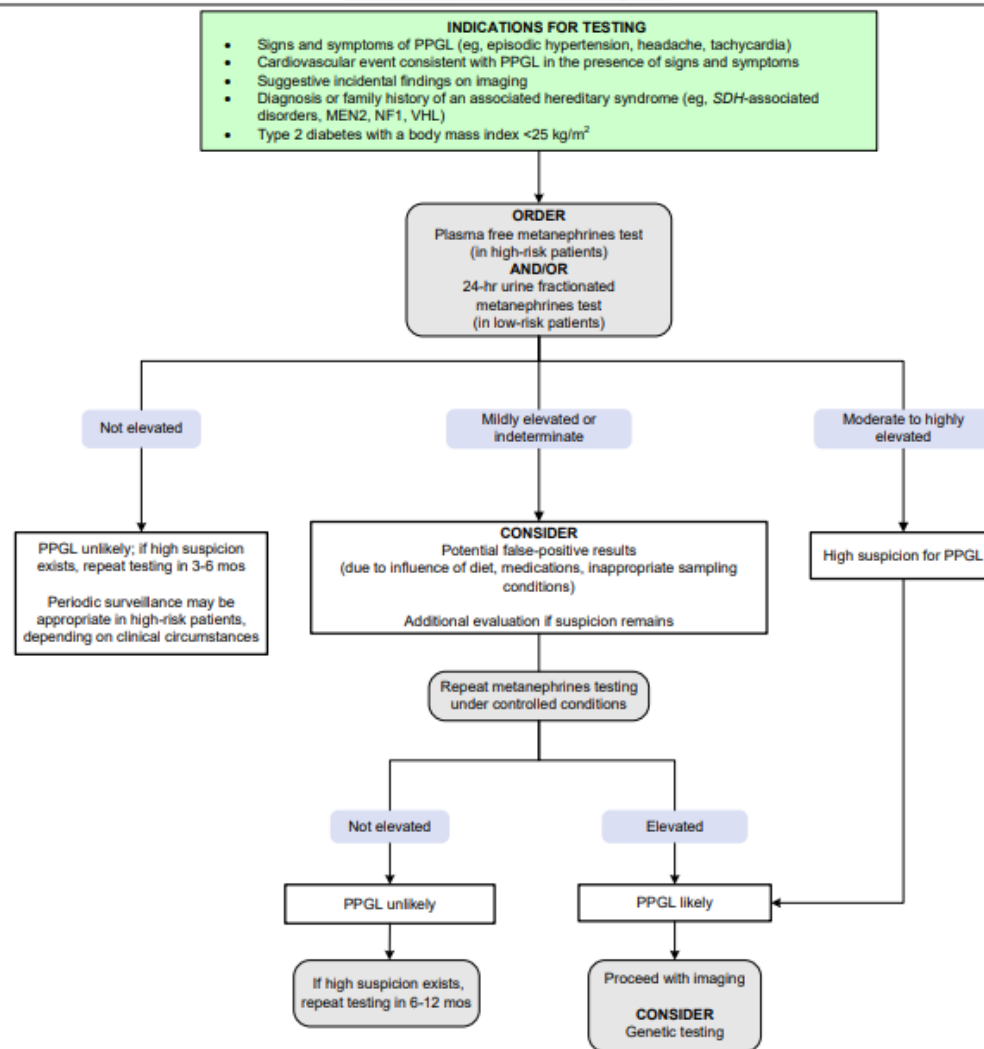 INDICATIONS FOR TESTING
• Signs and symptoms of PPGL (eg, episodic hypertension, headache, tachycardia)
• Cardiovascular event consistent with PPGL in the presence of signs and symptoms
• Suggestive incidental findings on imaging
• Diagnosis or family history of an associated hereditary syndrome (eg, SDH-associated
disorders, MEN2, NF1, VHL)
• Type 2 diabetes with a body mass index <25 kg/m²
ORDER
Plasma free metanephrines test
(in high-risk patients)
AND/OR
24-hr urine fractionated
metanephrines test
(in low-risk patients)
Not elevated
Mildly elevated or
indeterminate
Moderate to highly
elevated
PPGL unlikely; if high suspicion
exists, repeat testing in 3-6 mos
Periodic surveillance may be
appropriate in high-risk patients,
depending on clinical circumstances
CONSIDER
Potential false-positive results
(due to influence of diet, medications, inappropriate sampling
conditions)
Additional evaluation if suspicion remains
High suspicion for PPGL
Repeat metanephrines testing
under controlled conditions
Not elevated
Elevated
PPGL unlikely
PPGL likely
If high suspicion exists,
repeat testing in 6-12 mos
Proceed with imaging
CONSIDER
Genetic testing